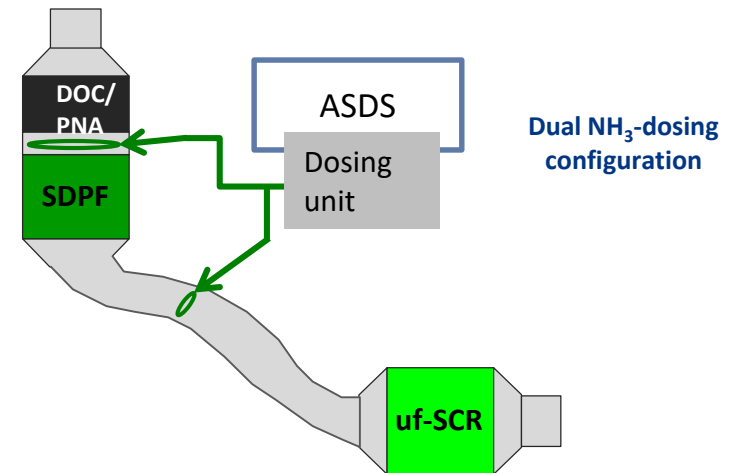 DOC/
PNA
SDPF
ASDS
Dosing
unit
Dual NH₃-dosing
configuration
uf-SCR